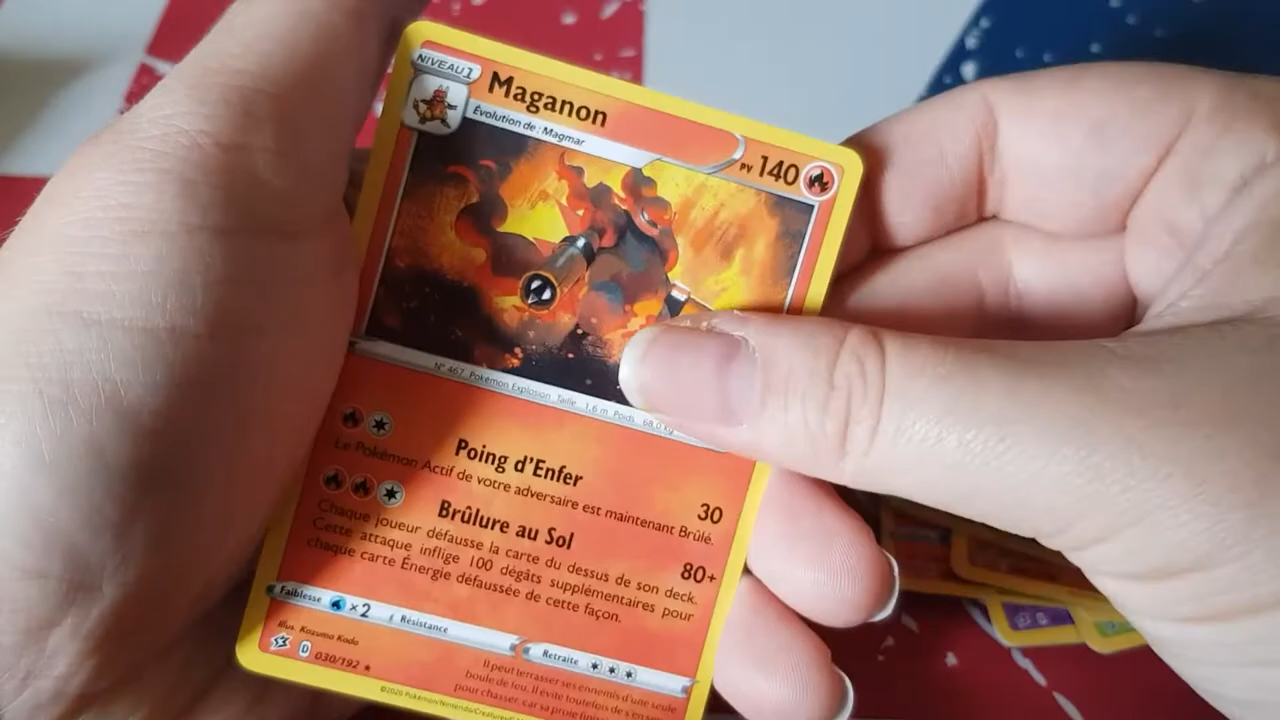 NIVEAU 1
Maganon
Évolution de : Magmar
PV 140
N° 467 Pokémon Explosion Taille : 1,6 m Poids : 68,0 kg
Poing d'Enfer
30
Le Pokémon Actif de votre adversaire est maintenant Brûlé.
Brûlure au Sol
80+
Chaque joueur défausse la carte du dessus de son deck.
Cette attaque inflige 100 dégâts supplémentaires pour
chaque carte Énergie défaussée de cette façon.
Faiblesse ×2 Résistance
Retraite
Illus. Kazuma Koda
D 030/192 ★
Il peut terrasser ses ennemis d'une seule
boule de feu. Il évite toutefois de s'en
pour chasser, car sa proie
©2020 Pokémon/Nintendo/Creatures